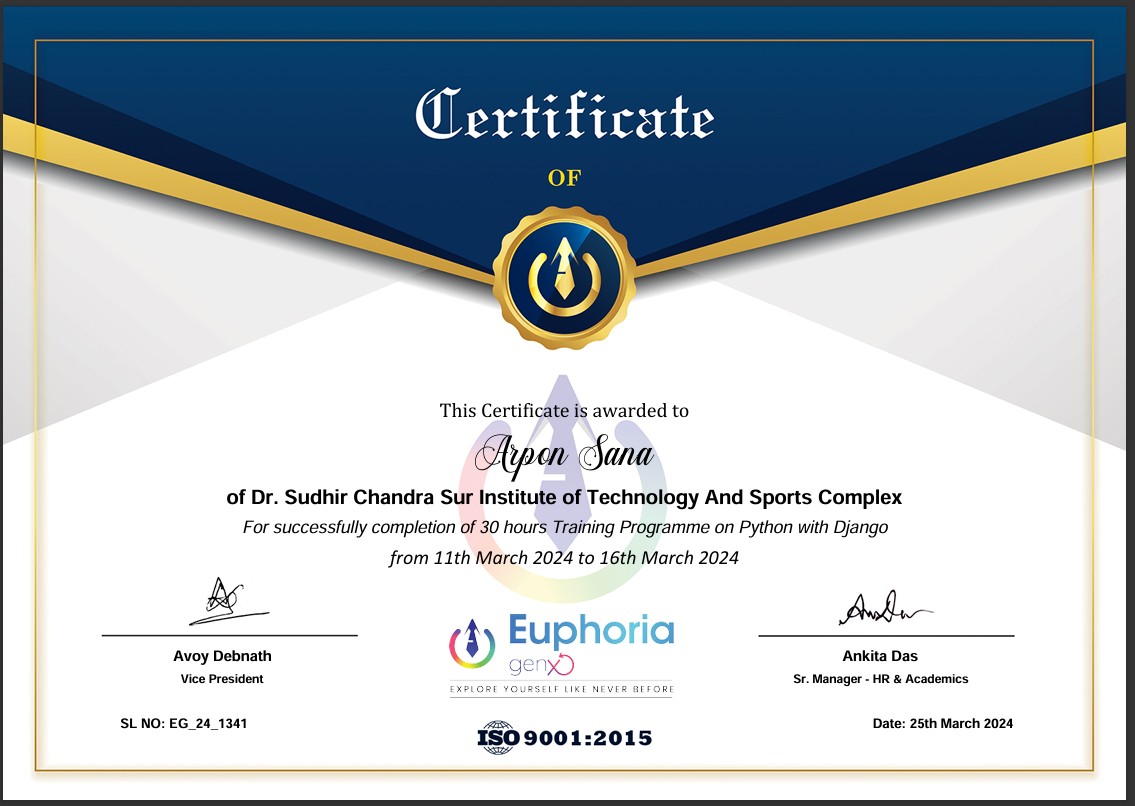 Certificate
OF
This Certificate is awarded to
Arpon Sana
of Dr. Sudhir Chandra Sur Institute of Technology And Sports Complex
For successfully completion of 30 hours Training Programme on Python with Django
from 11th March 2024 to 16th March 2024
Avoy Debnath
Vice President
Euphoria
genx
EXPLORE YOURSELF LIKE NEVER BEFORE
Ankita Das
Sr. Manager - HR & Academics
SL NO: EG_24_1341
ISO 9001:2015
Date: 25th March 2024